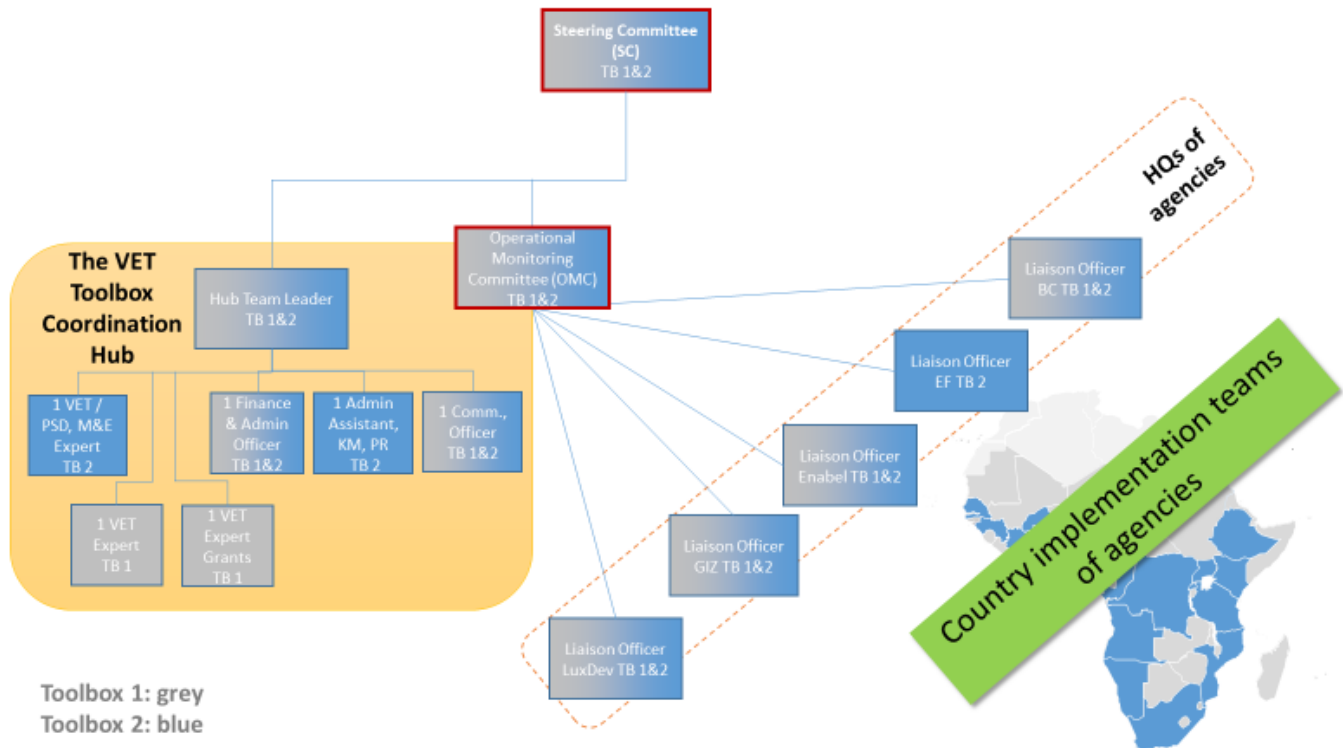 Steering Committee
(SC)
TB 1&2
HQs of
agencies
Operational
Monitoring
Committee (OMC)
TB 1&2
The VET
Toolbox
Coordination
Hub
Hub Team Leader
TB 1&2
Liaison Officer
BC TB 1&2
Liaison Officer
EF TB 2
Liaison Officer
Enabel TB 1&2
Liaison Officer
GIZ TB 1&2
Liaison Officer
LuxDev TB 1&2
1 VET /
PSD, M&E
Expert
TB 2
1 Finance
& Admin
Officer
TB 1&2
1 Admin
Assistant,
KM, PR
TB 2
1 Comm.,
Officer
TB 1&2
1 VET
Expert
TB 1
1 VET
Expert
Grants
TB 1
Country implementation teams
of agencies
Toolbox 1: grey
Toolbox 2: blue